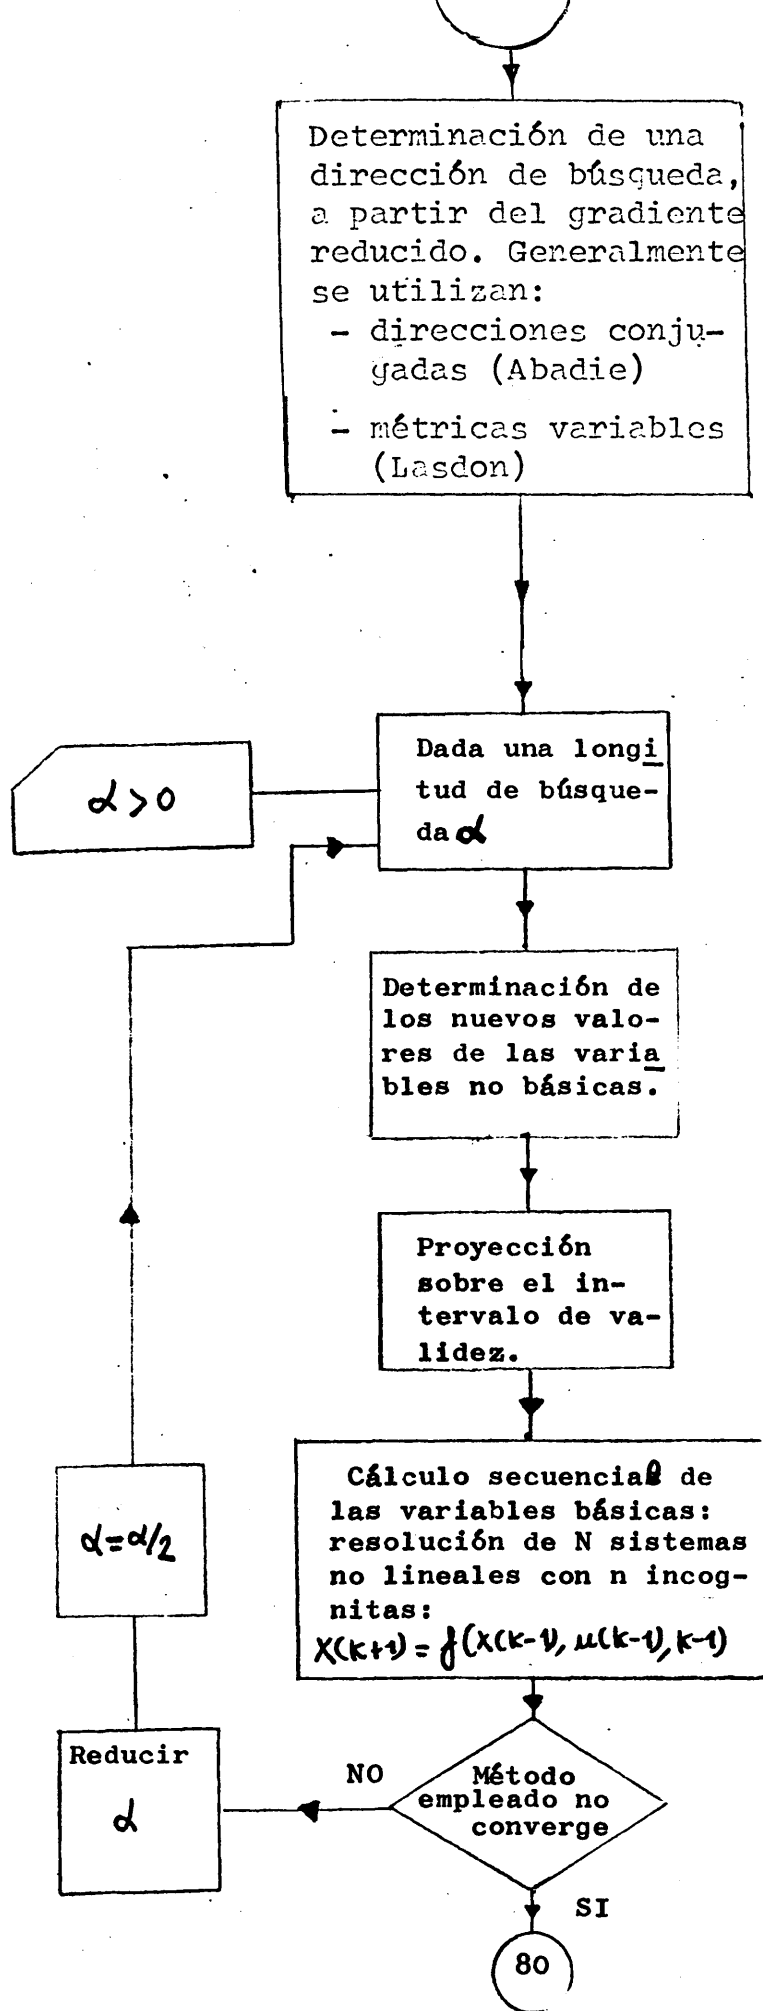 Determinación de una
dirección de búsqueda,
a partir del gradiente
reducido. Generalmente
se utilizan:
- direcciones conju-
gadas (Abadie)
- métricas variables
(Lasdon)
α > 0
Dada una longi
tud de búsque-
da α
Determinación de
los nuevos valo-
res de las varia
bles no básicas.
Proyección
sobre el in-
tervalo de va-
lidez.
Cálculo secuencial de
las variables básicas:
resolución de N sistemas
no lineales con n incog-
nitas:
X(k+1) = f(X(k-1), u(k-1), k-1)
α = α/2
Reducir
α
NO
Método
empleado no
converge
SI
80